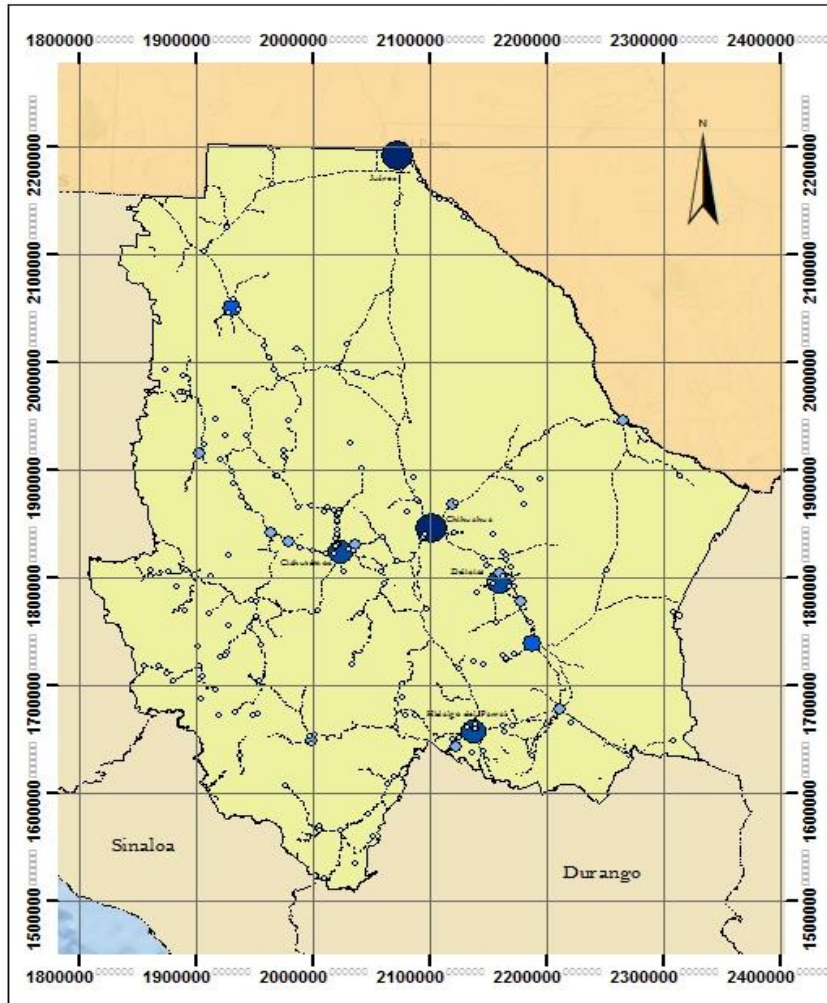 1800000 1900000 2000000 2100000 2200000 2300000 2400000
N
2200000 2200000
Juárez
2100000 2100000
2000000 2000000
1900000 1900000
Chihuahua
Cuauhtémoc
Delicias
1800000 1800000
1700000 1700000
Hidalgo del Parral
1600000 1600000
Sinaloa
Durango
1500000 1500000
1800000 1900000 2000000 2100000 2200000 2300000 2400000